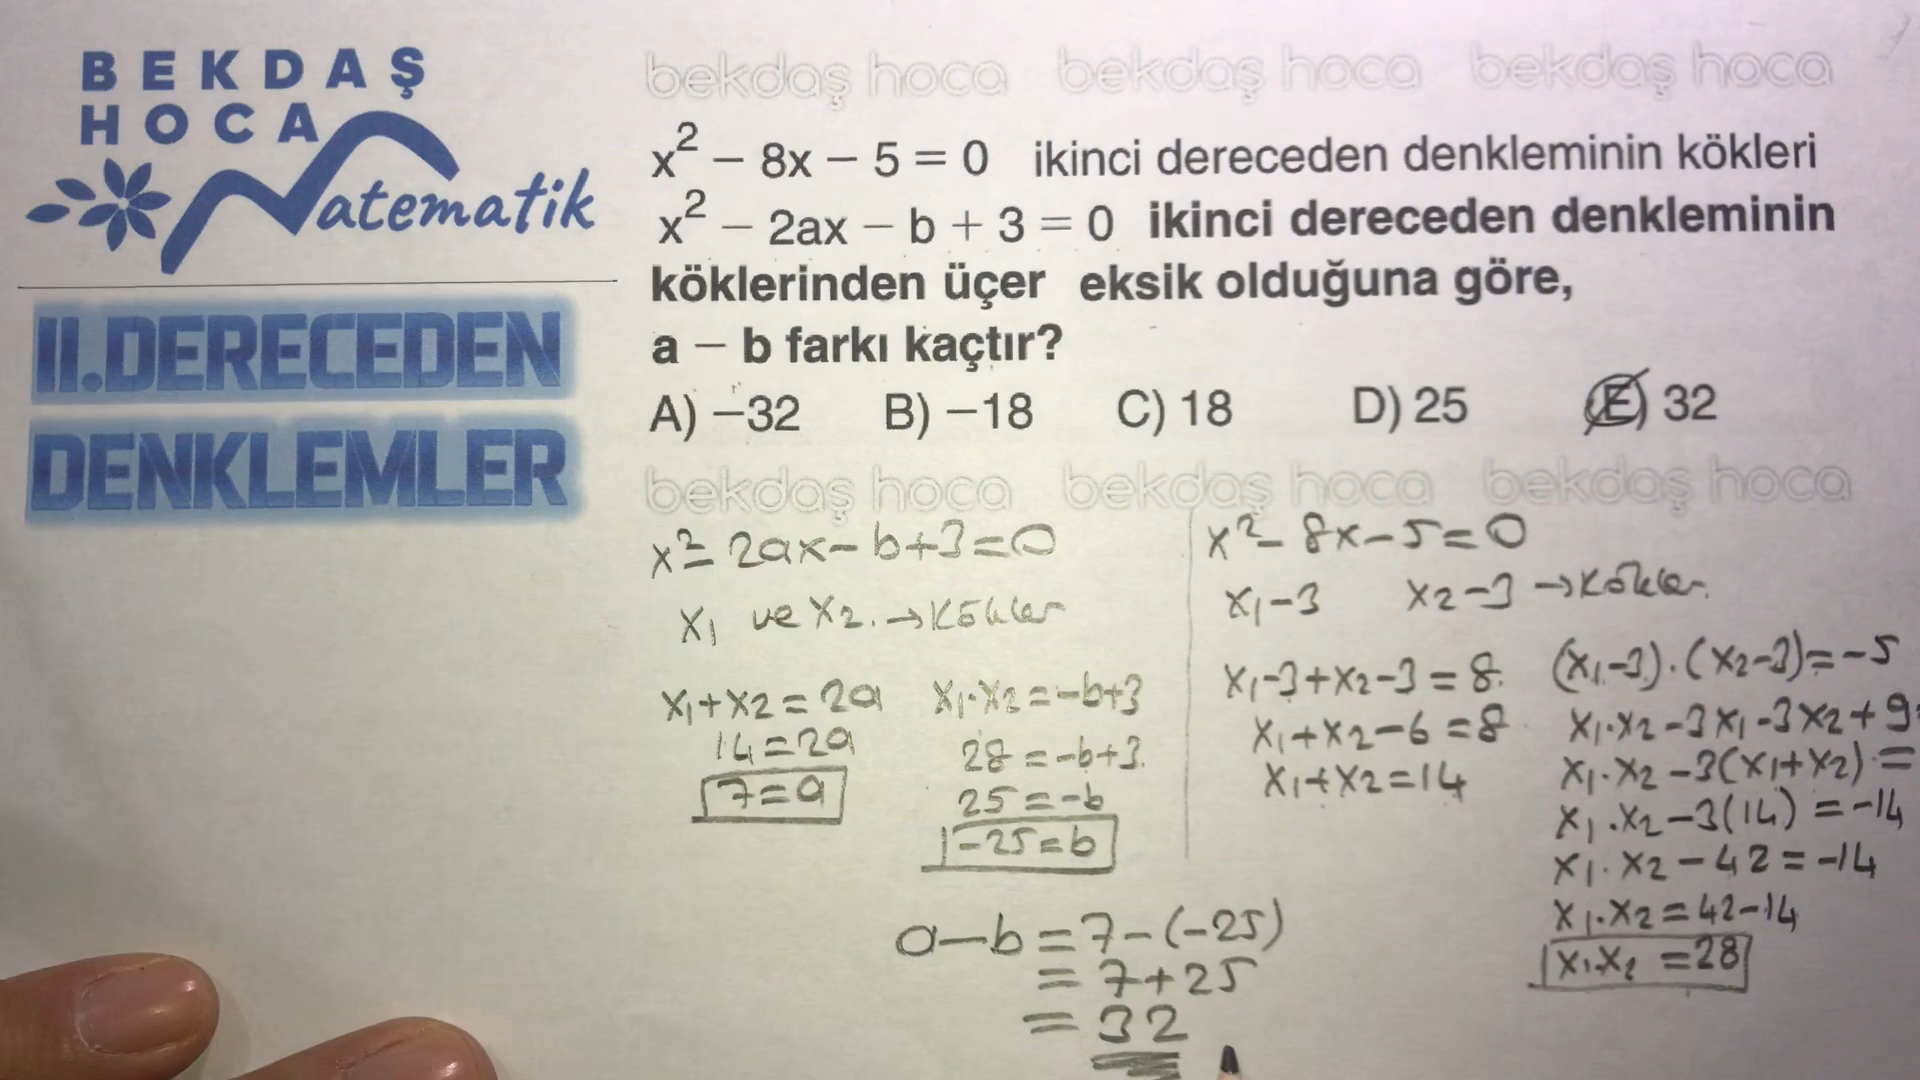 BEKDAŞ
HOCA
Matematik
II.DERECEDEN
DENKLEMLER
bekdaş hoca bekdaş hoca bekdaş hoca
x² – 8x – 5 = 0 ikinci dereceden denkleminin kökleri
x² – 2ax – b + 3 = 0 ikinci dereceden denkleminin
köklerinden üçer eksik olduğuna göre,
a – b farkı kaçtır?
A) –32 B) –18 C) 18 D) 25 E) 32
bekdaş hoca bekdaş hoca bekdaş hoca
x² – 2ax – b + 3 = 0
x₁ ve x₂. → Kökler
x₁ + x₂ = 2a
14 = 2a
7 = a
x₁·x₂ = –b+3
28 = –b+3.
25 = –b
–25 = b
x² – 8x – 5 = 0
x₁–3 x₂–3 → Kökler.
x₁–3+x₂–3 = 8.
x₁+x₂–6 = 8
x₁+x₂ = 14
(x₁–3).(x₂–3) = –5
x₁.x₂ – 3x₁ – 3x₂ + 9 =
x₁.x₂ – 3(x₁+x₂) =
x₁.x₂ – 3(14) = –14
x₁.x₂ – 42 = –14
x₁.x₂ = 42–14
x₁.x₂ = 28
a – b = 7 – (–25)
= 7 + 25
= 32